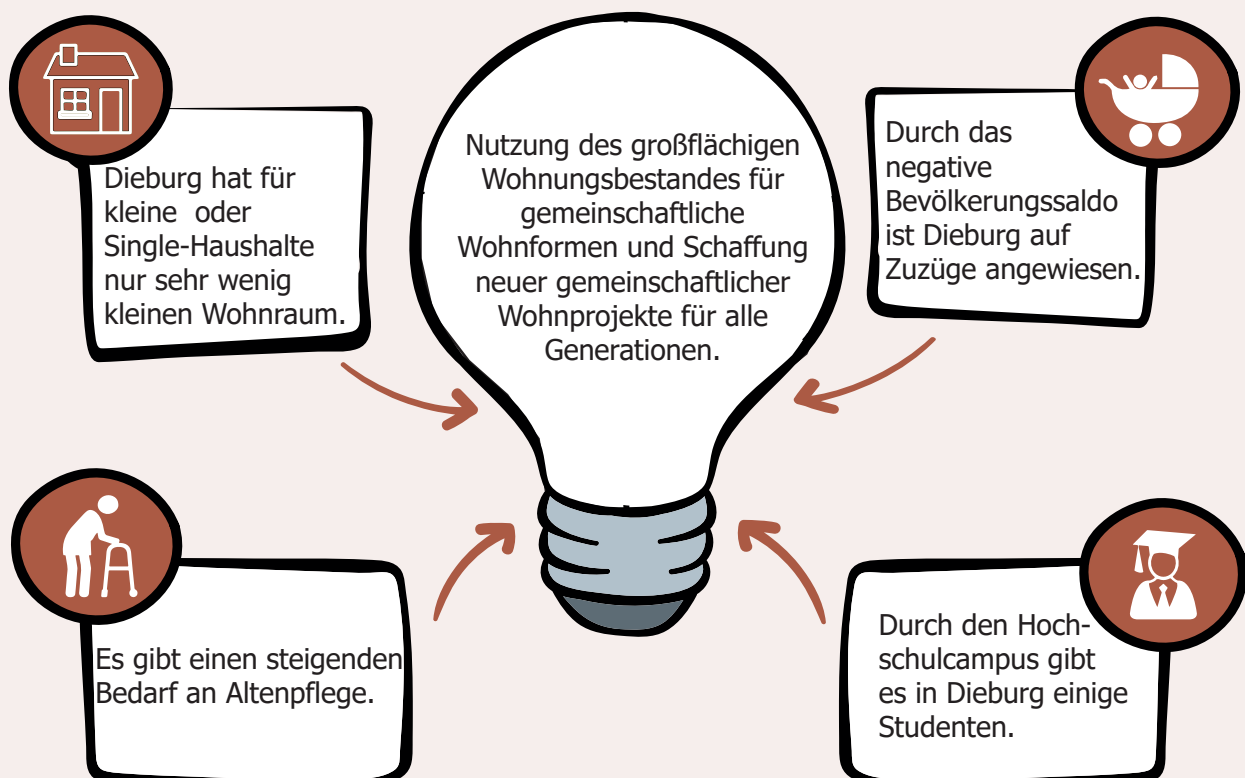 Dieburg hat für
kleine oder
Single-Haushalte
nur sehr wenig
kleinen Wohnraum.
Nutzung des großflächigen
Wohnungsbestandes für
gemeinschaftliche
Wohnformen und Schaffung
neuer gemeinschaftlicher
Wohnprojekte für alle
Generationen.
Durch das
negative
Bevölkerungssaldo
ist Dieburg auf
Zuzüge angewiesen.
Es gibt einen steigenden
Bedarf an Altenpflege.
Durch den Hoch-
schulcampus gibt
es in Dieburg einige
Studenten.